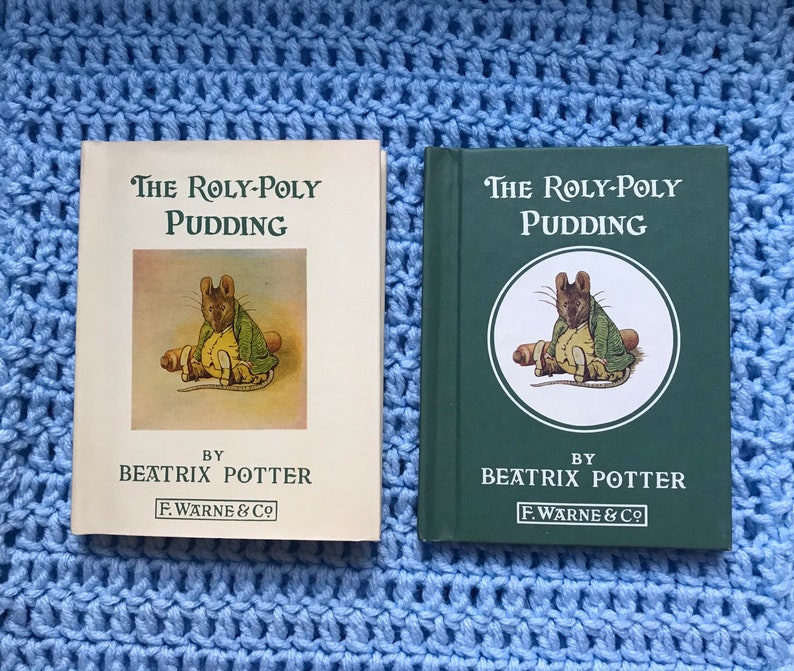 THE ROLY-POLY
PUDDING
BY
BEATRIX POTTER
F. WARNE & Co
THE ROLY-POLY
PUDDING
BY
BEATRIX POTTER
F. WARNE & Co